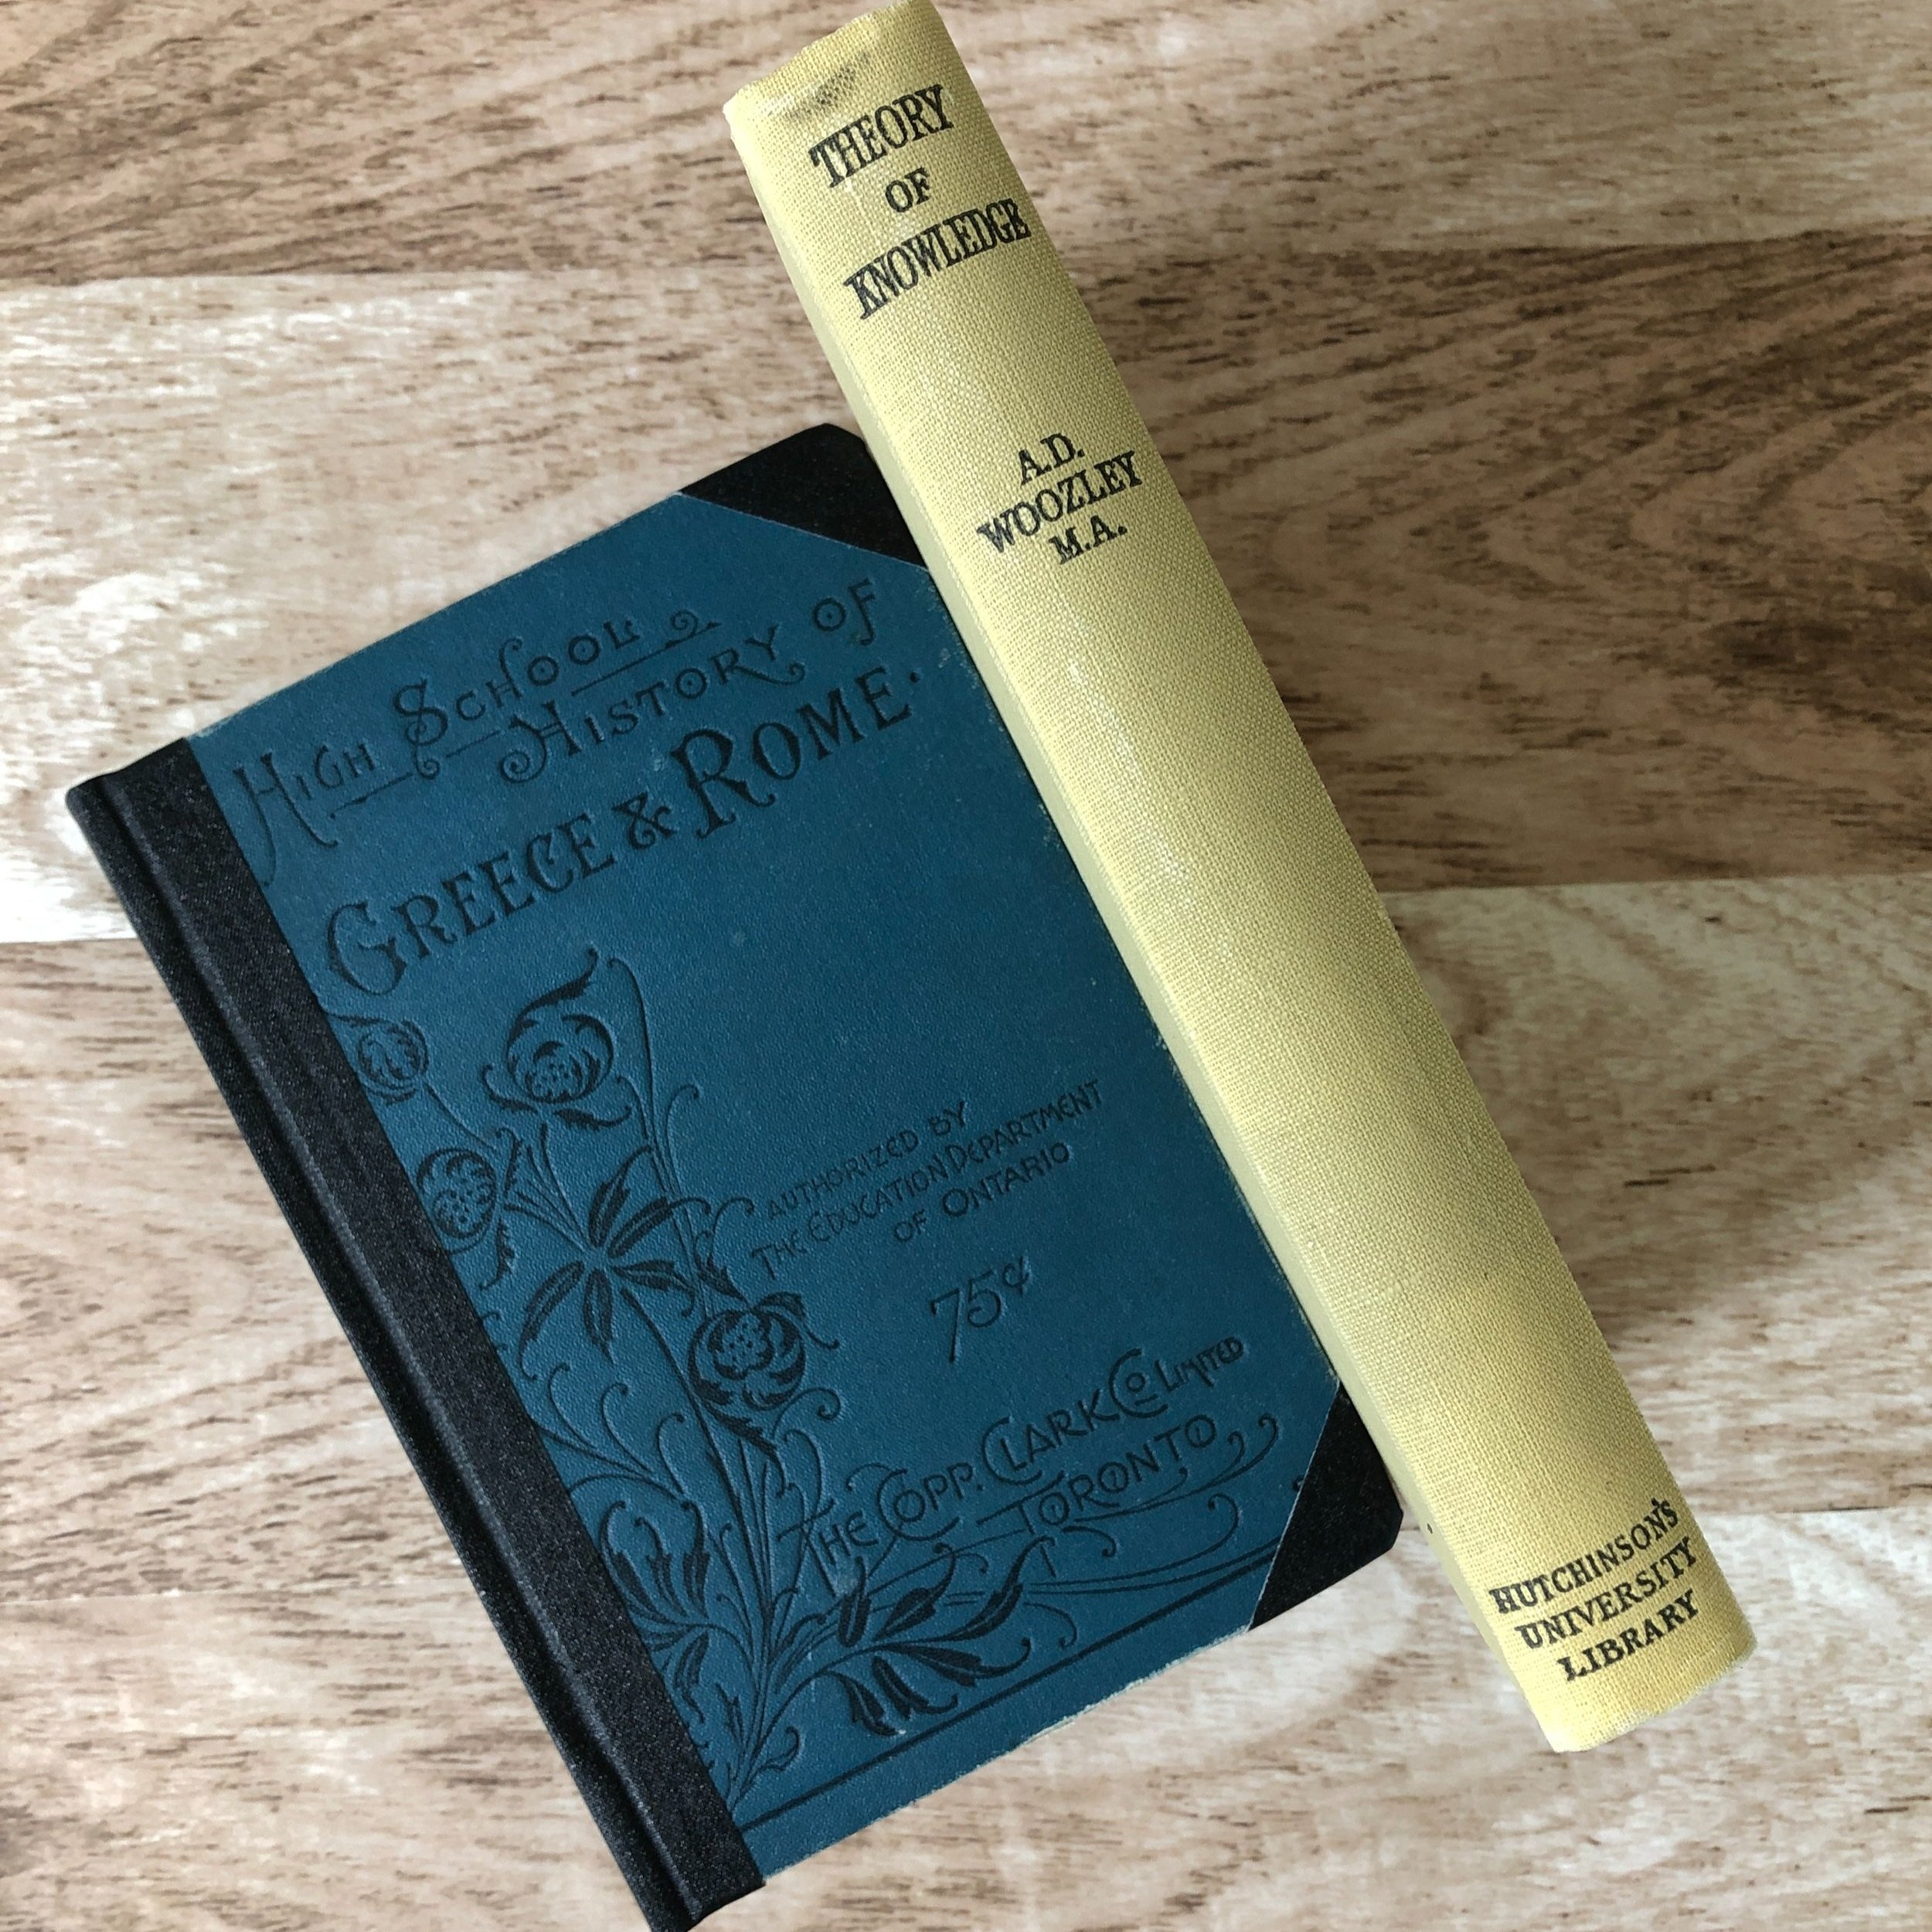 THEORY
OF
KNOWLEDGE
A.D.
WOOZLEY
M.A.
HUTCHINSON'S
UNIVERSITY
LIBRARY
HIGH SCHOOL
HISTORY OF
GREECE & ROME.
AUTHORIZED BY
THE EDUCATION DEPARTMENT
OF ONTARIO
75¢
THE COPP, CLARK CO LIMITED
TORONTO